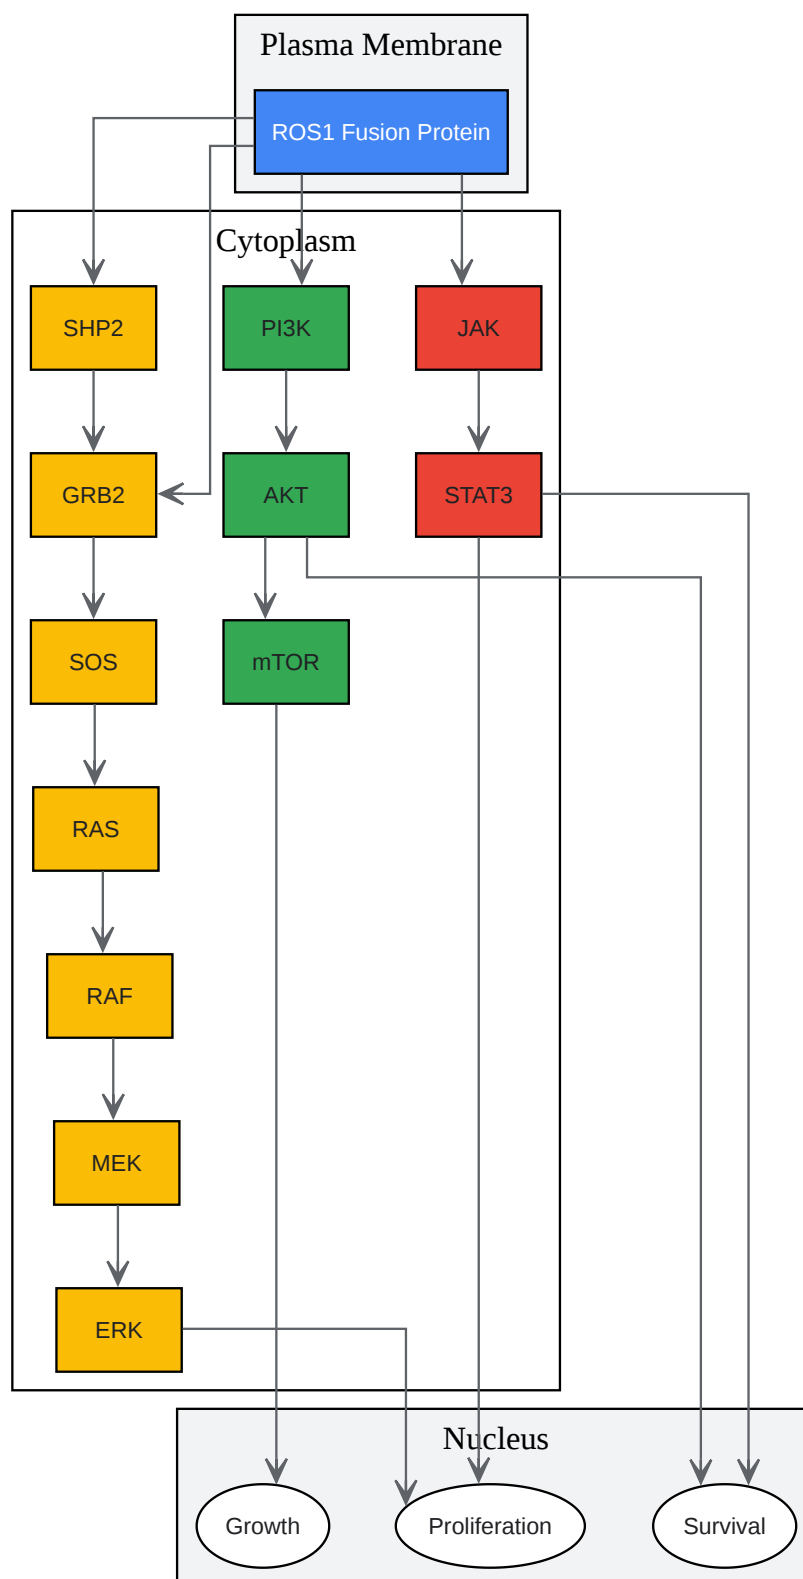 Plasma Membrane
ROS1 Fusion Protein
Cytoplasm
SHP2
PI3K
JAK
GRB2
AKT
STAT3
SOS
mTOR
RAS
RAF
MEK
ERK
Nucleus
Growth
Proliferation
Survival